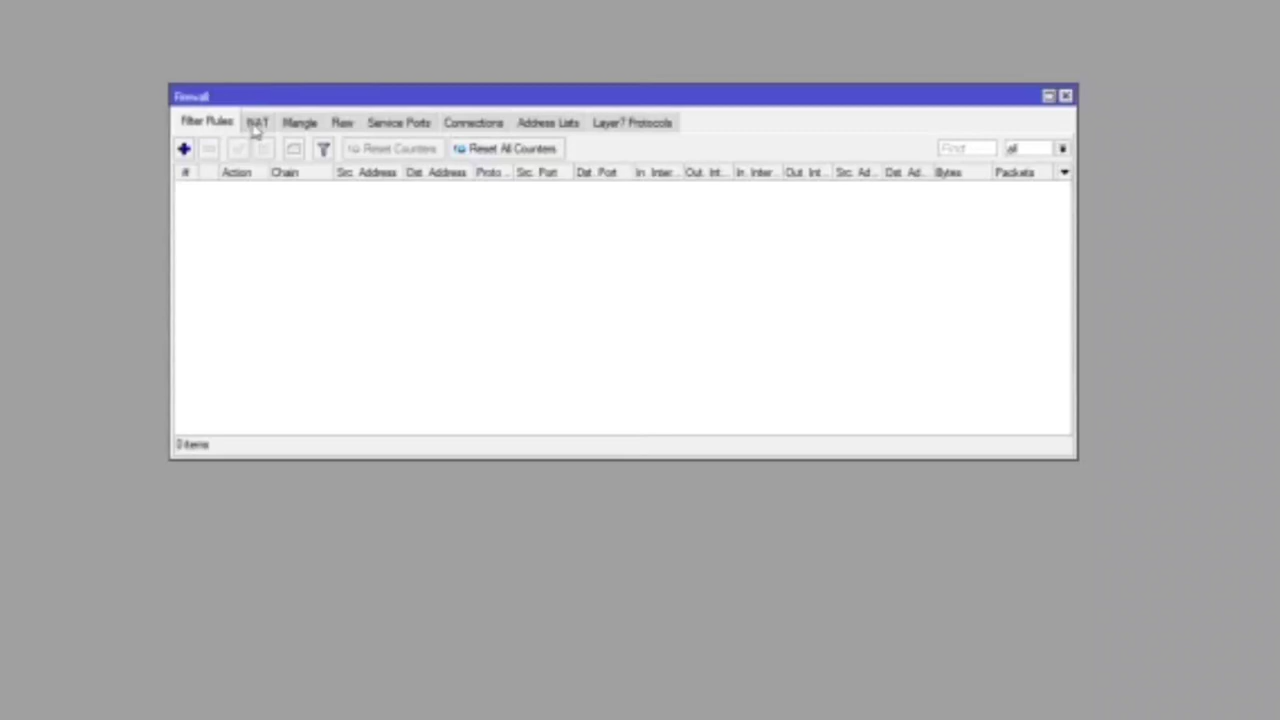 Firewall
Filter Rules NAT Mangle Raw Service Ports Connections Address Lists Layer7 Protocols
Reset Counters Reset All Counters Find all
# Action Chain Src. Address Dst. Address Proto... Src. Port Dst. Port In. Inter... Out. Int... In. Inter... Out. Int... Src. Ad... Dst. Ad... Bytes Packets
0 items